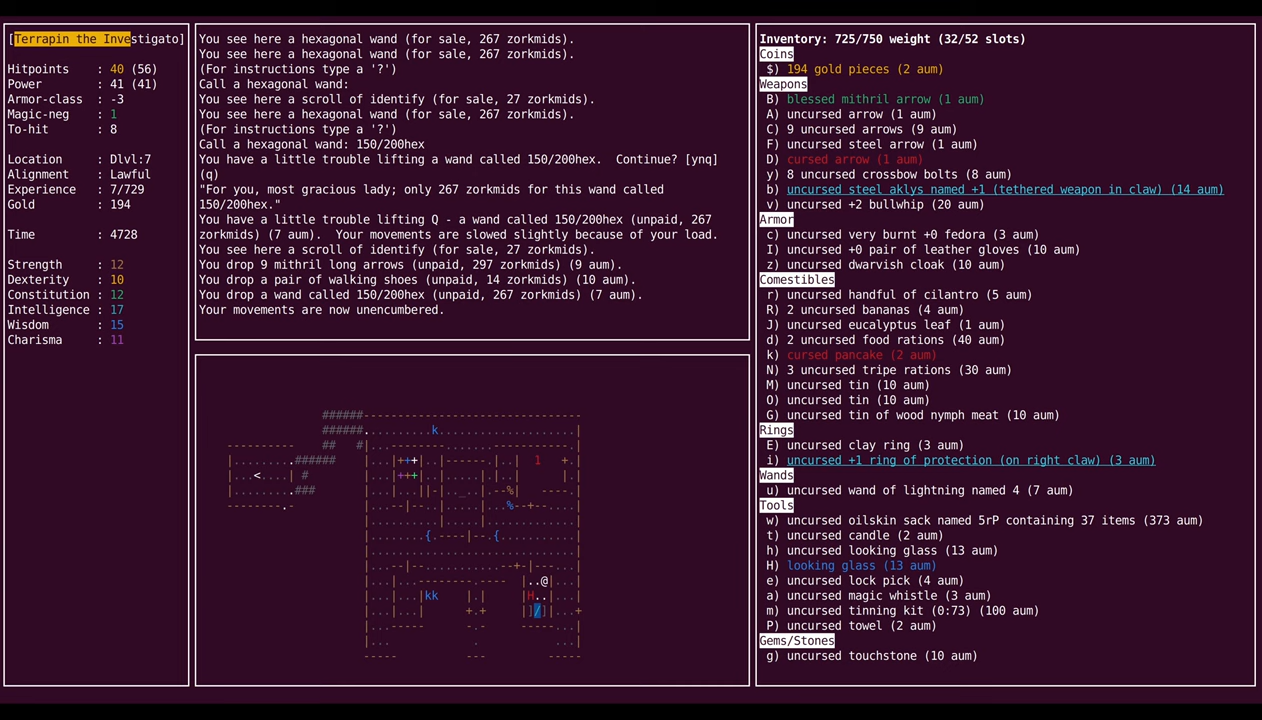 [Terrapin the Investigato]
Hitpoints : 40 (56)
Power : 41 (41)
Armor-class : -3
Magic-neg : 1
To-hit : 8
Location : Dlvl:7
Alignment : Lawful
Experience : 7/729
Gold : 194
Time : 4728
Strength : 12
Dexterity : 10
Constitution : 12
Intelligence : 17
Wisdom : 15
Charisma : 11
You see here a hexagonal wand (for sale, 267 zorkmids).
You see here a hexagonal wand (for sale, 267 zorkmids).
(For instructions type a '?')
Call a hexagonal wand:
You see here a scroll of identify (for sale, 27 zorkmids).
You see here a hexagonal wand (for sale, 267 zorkmids).
(For instructions type a '?')
Call a hexagonal wand: 150/200hex
You have a little trouble lifting a wand called 150/200hex.  Continue? [ynq]
(q)
"For you, most gracious lady; only 267 zorkmids for this wand called
150/200hex."
You have a little trouble lifting Q - a wand called 150/200hex (unpaid, 267
zorkmids) (7 aum).  Your movements are slowed slightly because of your load.
You see here a scroll of identify (for sale, 27 zorkmids).
You drop 9 mithril long arrows (unpaid, 297 zorkmids) (9 aum).
You drop a pair of walking shoes (unpaid, 14 zorkmids) (10 aum).
You drop a wand called 150/200hex (unpaid, 267 zorkmids) (7 aum).
Your movements are now unencumbered.
Inventory: 725/750 weight (32/52 slots)
Coins
$) 194 gold pieces (2 aum)
Weapons
B) blessed mithril arrow (1 aum)
A) uncursed arrow (1 aum)
C) 9 uncursed arrows (9 aum)
F) uncursed steel arrow (1 aum)
D) cursed arrow (1 aum)
y) 8 uncursed crossbow bolts (8 aum)
b) uncursed steel aklys named +1 (tethered weapon in claw) (14 aum)
v) uncursed +2 bullwhip (20 aum)
Armor
c) uncursed very burnt +0 fedora (3 aum)
I) uncursed +0 pair of leather gloves (10 aum)
z) uncursed dwarvish cloak (10 aum)
Comestibles
r) uncursed handful of cilantro (5 aum)
R) 2 uncursed bananas (4 aum)
J) uncursed eucalyptus leaf (1 aum)
d) 2 uncursed food rations (40 aum)
k) cursed pancake (2 aum)
N) 3 uncursed tripe rations (30 aum)
M) uncursed tin (10 aum)
O) uncursed tin (10 aum)
G) uncursed tin of wood nymph meat (10 aum)
Rings
E) uncursed clay ring (3 aum)
i) uncursed +1 ring of protection (on right claw) (3 aum)
Wands
u) uncursed wand of lightning named 4 (7 aum)
Tools
w) uncursed oilskin sack named 5rP containing 37 items (373 aum)
t) uncursed candle (2 aum)
h) uncursed looking glass (13 aum)
H) looking glass (13 aum)
e) uncursed lock pick (4 aum)
a) uncursed magic whistle (3 aum)
m) uncursed tinning kit (0:73) (100 aum)
P) uncursed towel (2 aum)
Gems/Stones
g) uncursed touchstone (10 aum)